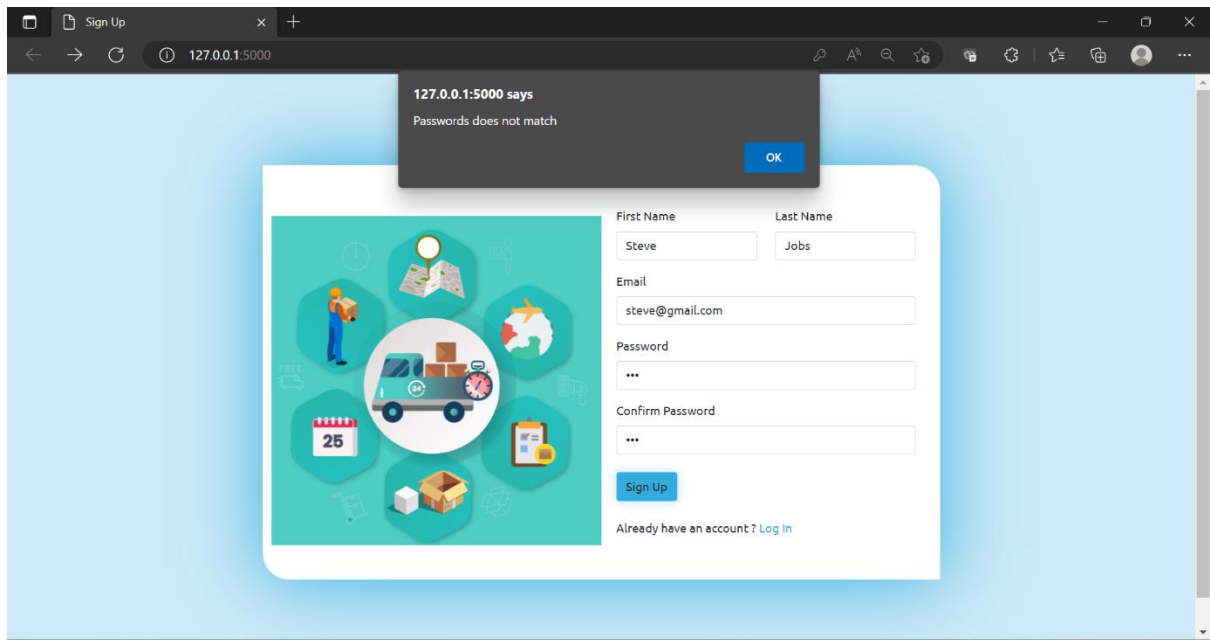 Sign Up
127.0.0.1:5000
127.0.0.1:5000 says
Passwords does not match
OK
First Name Last Name
Steve Jobs
Email
steve@gmail.com
Password
•••
Confirm Password
•••
Sign Up
Already have an account ? Log In
FREE
24
25